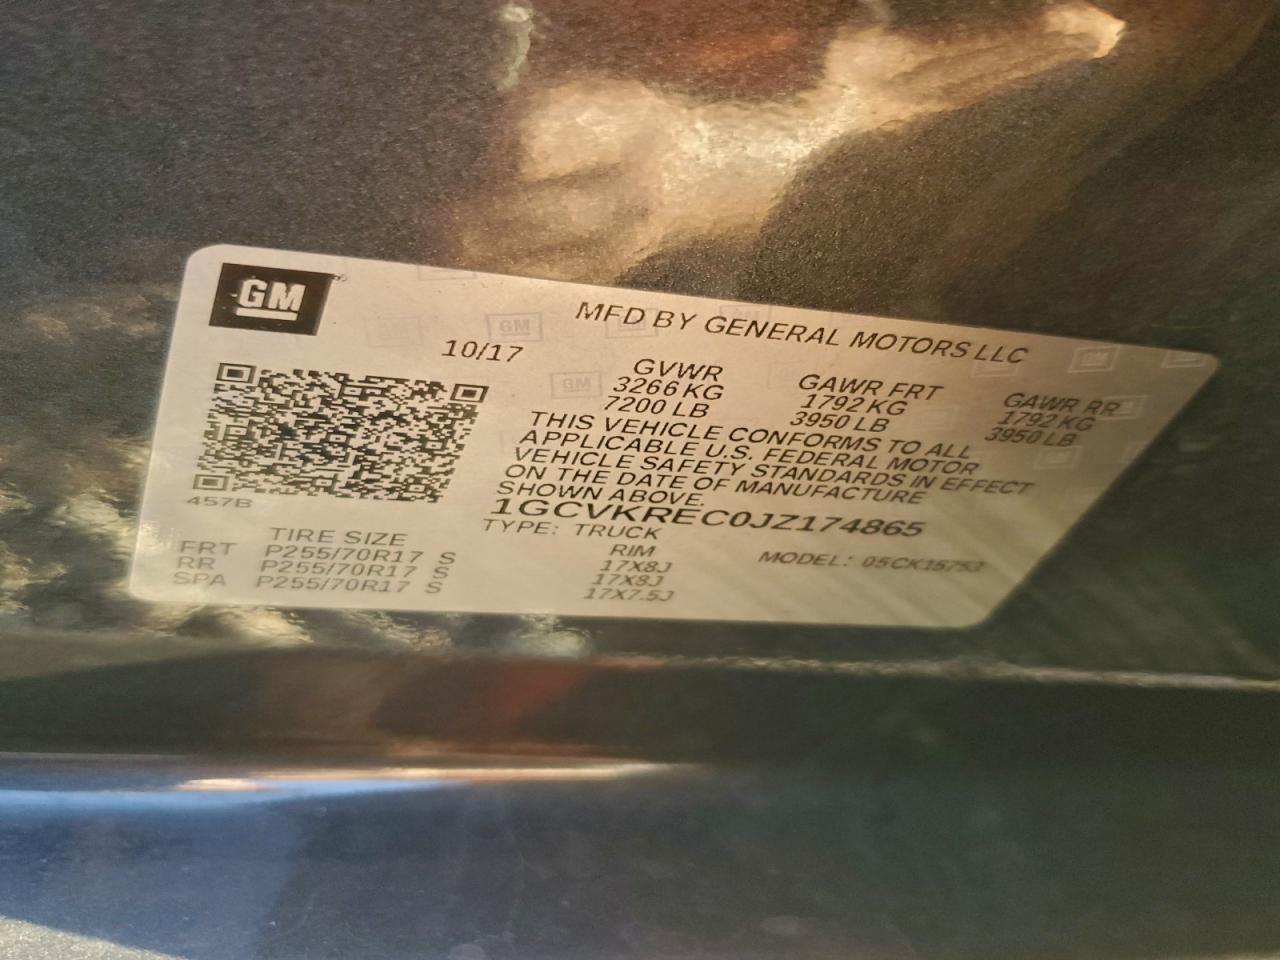 GM
MFD BY GENERAL MOTORS LLC
10/17
GVWR GAWR FRT GAWR RR
3266 KG 1792 KG 1792 KG
7200 LB 3950 LB 3950 LB
THIS VEHICLE CONFORMS TO ALL
APPLICABLE U.S. FEDERAL MOTOR
VEHICLE SAFETY STANDARDS IN EFFECT
ON THE DATE OF MANUFACTURE
SHOWN ABOVE.
1GCVKREC0JZ174865
457B
TYPE: TRUCK MODEL: 05CK15753
TIRE SIZE RIM
FRT P255/70R17 S 17X8J
RR P255/70R17 S 17X8J
SPA P255/70R17 S 17X7.5J